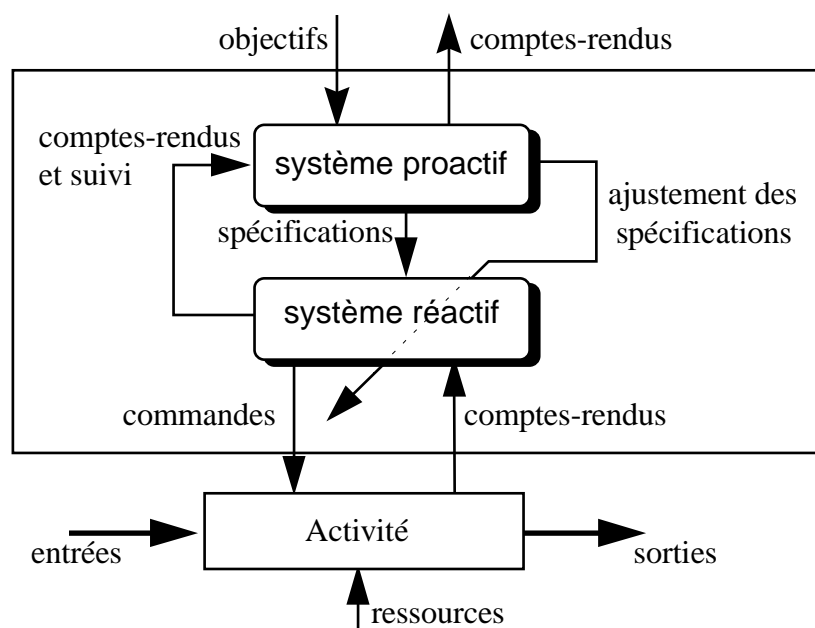 objectifs
comptes-rendus
comptes-rendus
et suivi
système proactif
ajustement des
spécifications
spécifications
système réactif
commandes
comptes-rendus
Activité
entrées
sorties
ressources